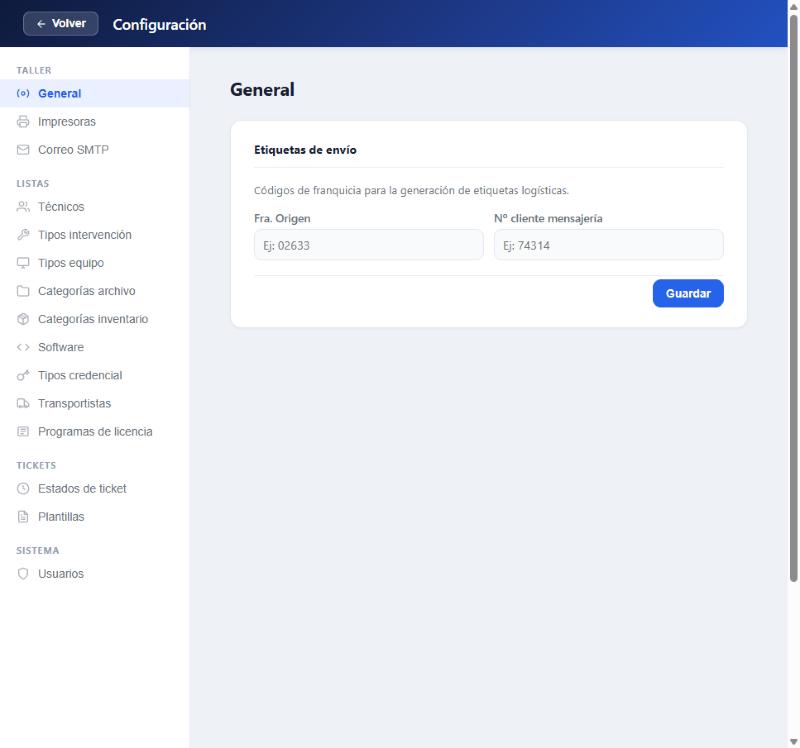 ← Volver
Configuración
TALLER
General
Impresoras
Correo SMTP
LISTAS
Técnicos
Tipos intervención
Tipos equipo
Categorías archivo
Categorías inventario
Software
Tipos credencial
Transportistas
Programas de licencia
TICKETS
Estados de ticket
Plantillas
SISTEMA
Usuarios
General
Etiquetas de envío
Códigos de franquicia para la generación de etiquetas logísticas.
Fra. Origen
Nº cliente mensajería
Ej: 02633
Ej: 74314
Guardar